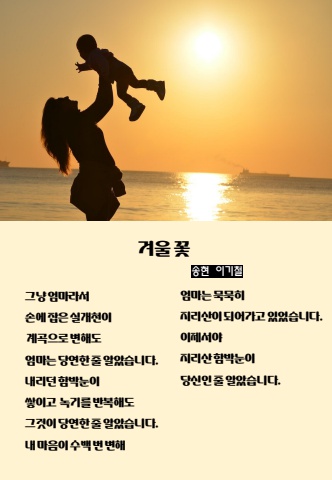 겨울 꽃
송현 이기철
그냥 엄마라서
손에 잡은 실개천이
계곡으로 변해도
엄마는 당연한 줄 알았습니다.
내리던 함박눈이
쌓이고 녹기를 반복해도
그것이 당연한 줄 알았습니다.
내 마음이 수백 번 변해
엄마는 묵묵히
지리산이 되어가고 있었습니다.
이제서야
지리산 함박눈이
당신인 줄 알았습니다.